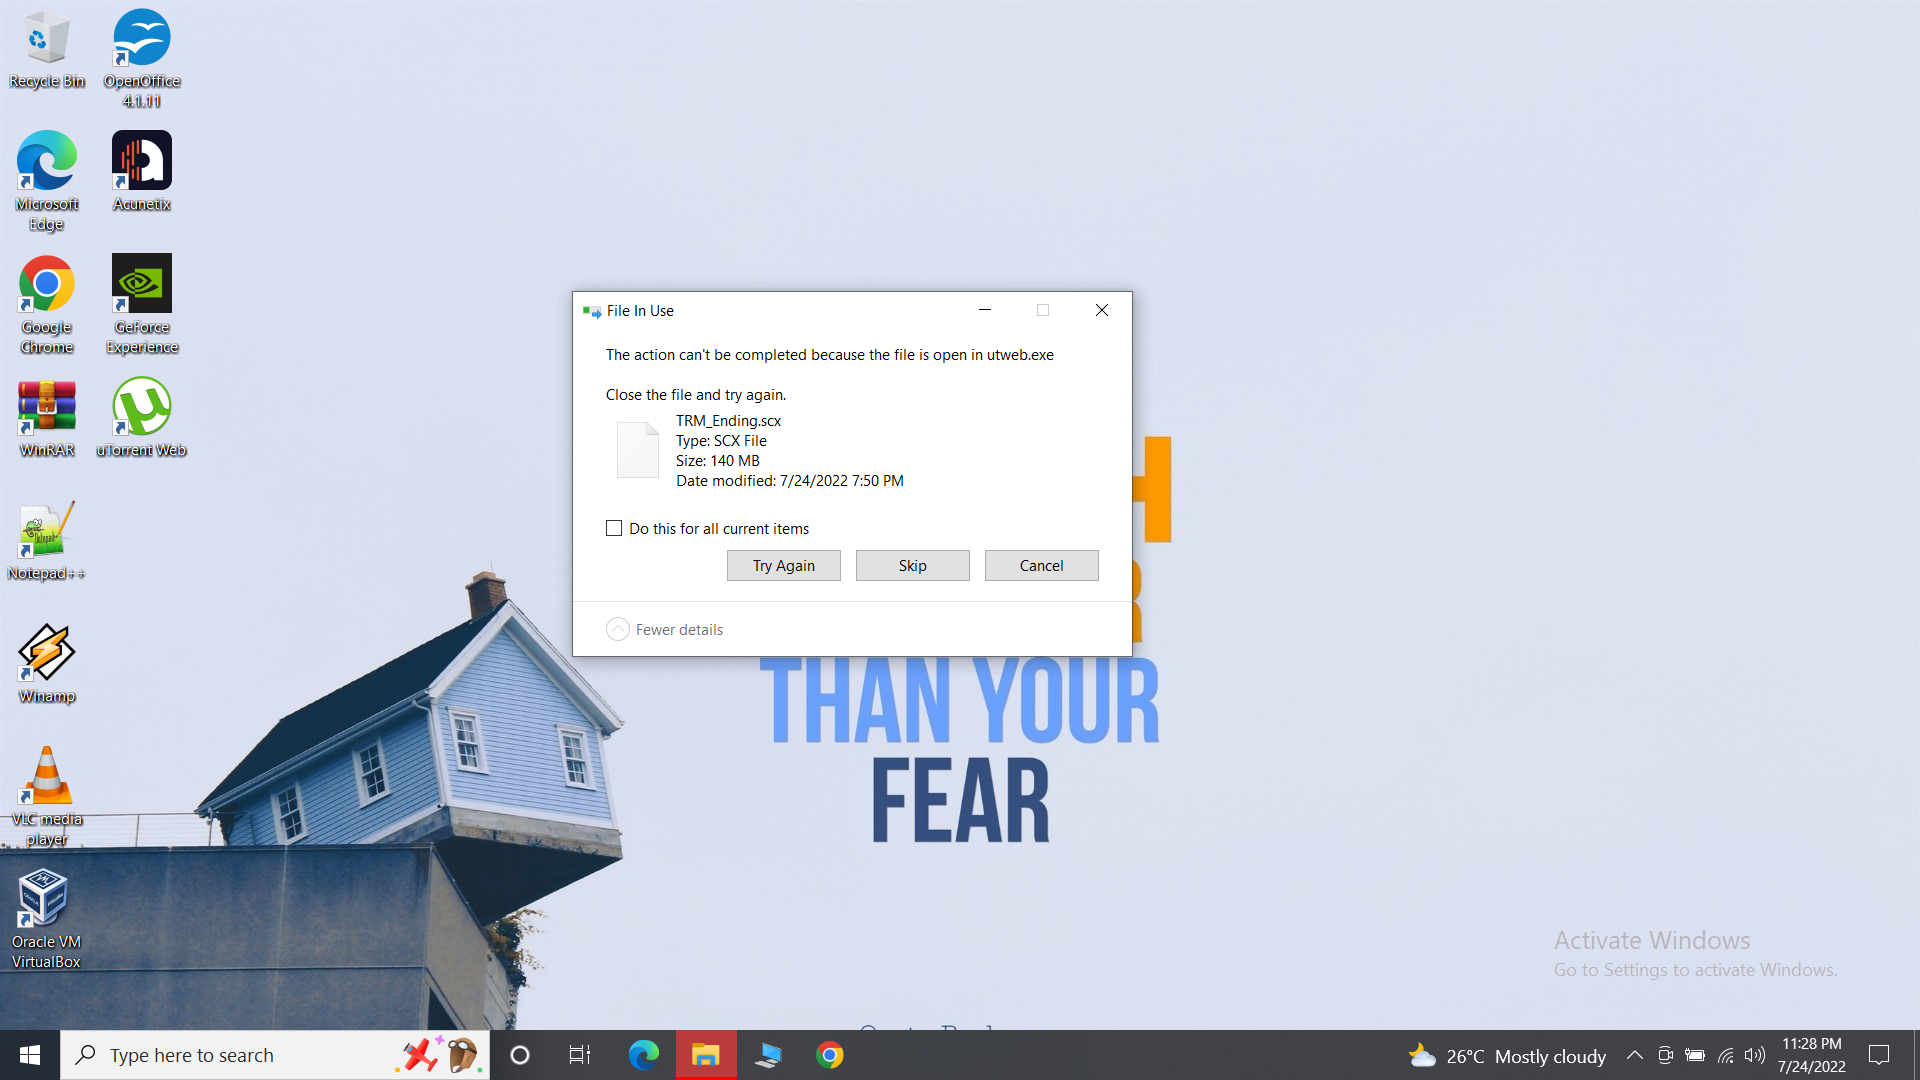 Recycle Bin
OpenOffice
4.1.11
Microsoft
Edge
Acunetix
Google
Chrome
GeForce
Experience
WinRAR
uTorrent Web
Notepad++
Winamp
VLC media
player
Oracle VM
VirtualBox
File In Use
The action can't be completed because the file is open in utweb.exe
Close the file and try again.
TRM_Ending.scx
Type: SCX File
Size: 140 MB
Date modified: 7/24/2022 7:50 PM
Do this for all current items
Try Again
Skip
Cancel
Fewer details
THAN YOUR
FEAR
Activate Windows
Go to Settings to activate Windows.
Type here to search
26°C Mostly cloudy
11:28 PM
7/24/2022